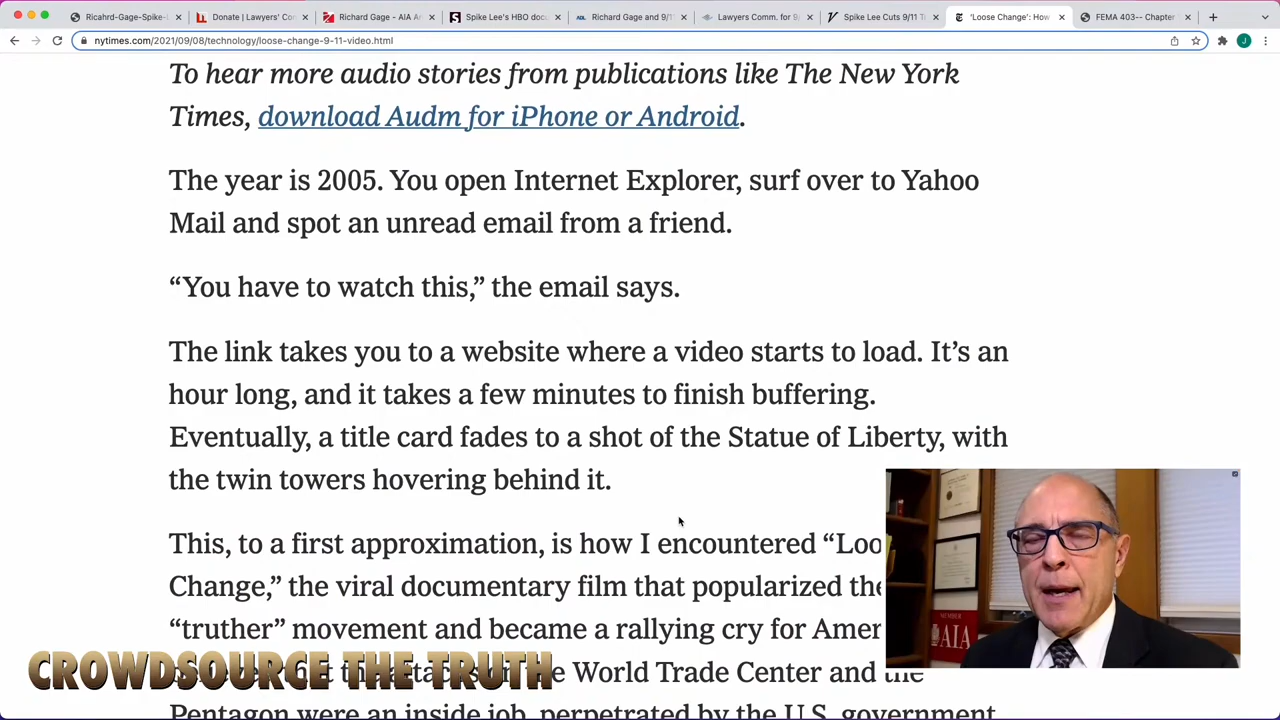 Ricahrd-Gage-Spike-
Donate | Lawyers' Co
Richard Gage - AIA A
Spike Lee's HBO doc
ADL
Richard Gage and 9/1
Lawyers Comm. for 9
Spike Lee Cuts 9/11 T
'Loose Change': How
FEMA 403-- Chapter
nytimes.com/2021/09/08/technology/loose-change-9-11-video.html
J
To hear more audio stories from publications like The New York
Times, download Audm for iPhone or Android.
The year is 2005. You open Internet Explorer, surf over to Yahoo
Mail and spot an unread email from a friend.
“You have to watch this,” the email says.
The link takes you to a website where a video starts to load. It’s an
hour long, and it takes a few minutes to finish buffering.
Eventually, a title card fades to a shot of the Statue of Liberty, with
the twin towers hovering behind it.
This, to a first approximation, is how I encountered “Loo
Change,” the viral documentary film that popularized the
“truther” movement and became a rallying cry for Amer
World Trade Center and the
Pentagon were an inside job, perpetrated by the U.S. government
CROWDSOURCE THE TRUTH
MEMBER
AIA